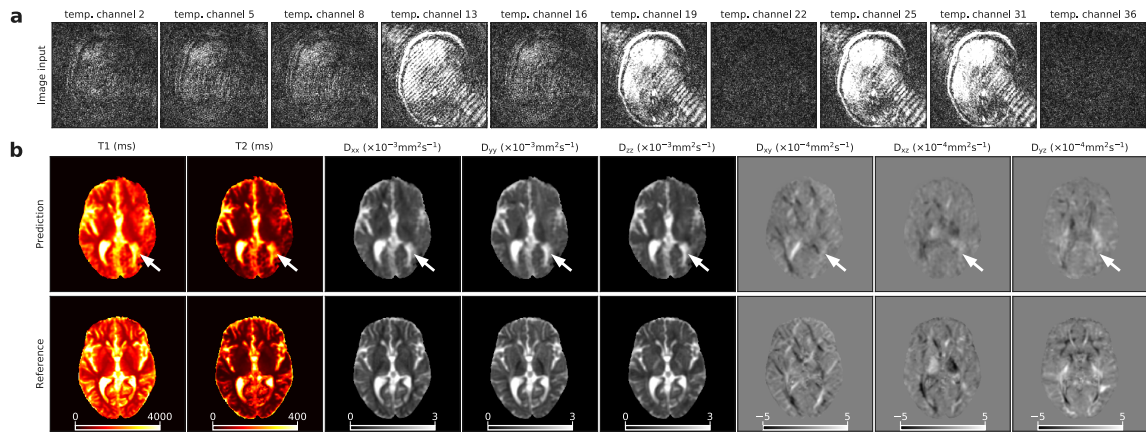 a
temp. channel 2 temp. channel 5 temp. channel 8 temp. channel 13 temp. channel 16 temp. channel 19 temp. channel 22 temp. channel 25 temp. channel 31 temp. channel 36
Image input
b
T1 (ms) T2 (ms) Dxx (×10−3mm2s−1) Dyy (×10−3mm2s−1) Dzz (×10−3mm2s−1) Dxy (×10−4mm2s−1) Dxz (×10−4mm2s−1) Dyz (×10−4mm2s−1)
Prediction
Reference
0 4000 0 400 0 3 0 3 0 3 −5 5 −5 5 −5 5